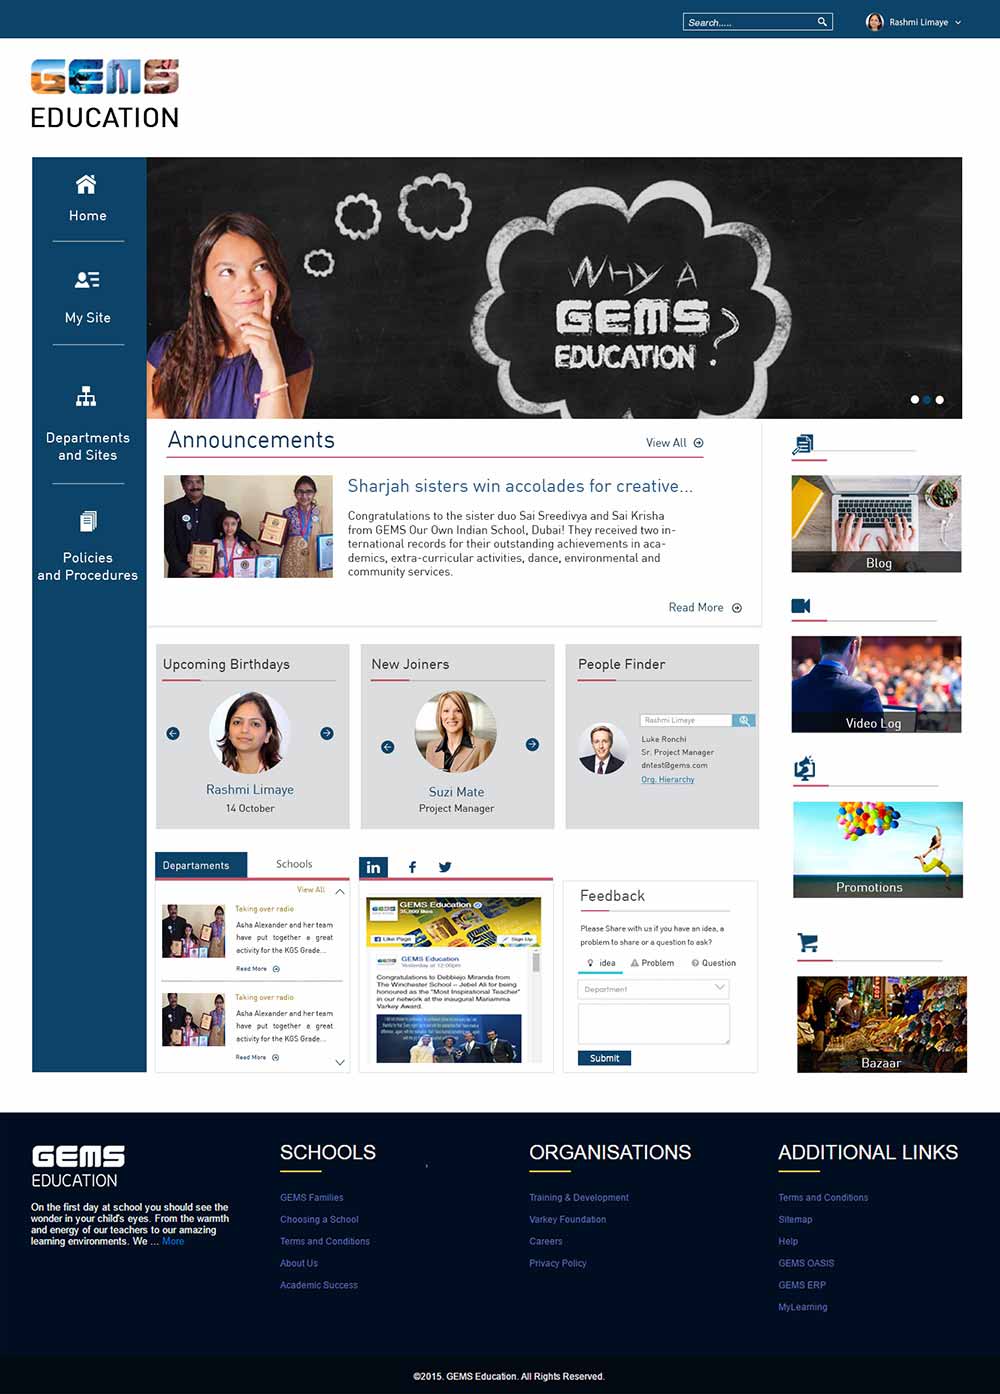 Search.....
Rashmi Limaye
GEMS
EDUCATION
Home
My Site
Departments
and Sites
Policies
and Procedures
WHY A
GEMS
EDUCATION ?
Announcements
View All
Sharjah sisters win accolades for creative...
Congratulations to the sister duo Sai Sreedivya and Sai Krisha
from GEMS Our Own Indian School, Dubai! They received two in-
ternational records for their outstanding achievements in aca-
demics, extra-curricular activities, dance, environmental and
community services.
Read More
Blog
Video Log
Promotions
Bazaar
Upcoming Birthdays
Rashmi Limaye
14 October
New Joiners
Suzi Mate
Project Manager
People Finder
Rashmi Limaye
Luke Ronchi
Sr. Project Manager
dntest@gems.com
Org. Hierarchy
Departaments
Schools
View All
Taking over radio
Asha Alexander and her team
have put together a great
activity for the KGS Grade...
Read More
Taking over radio
Asha Alexander and her team
have put together a great
activity for the KGS Grade...
Read More
in
f
GEMS Education
35,800 likes
Like Page
Sign Up
GEMS Education
Yesterday at 12:00pm
Congratulations to Debbiejo Miranda from
The Winchester School – Jebel Ali for being
honoured as the "Most Inspirational Teacher"
in our network at the inaugural Mariamma
Varkey Award.
Feedback
Please Share with us if you have an idea, a
problem to share or a question to ask?
idea
Problem
Question
Department
Submit
GEMS
EDUCATION
On the first day at school you should see the
wonder in your child's eyes. From the warmth
and energy of our teachers to our amazing
learning environments. We ... More
SCHOOLS
GEMS Families
Choosing a School
Terms and Conditions
About Us
Academic Success
ORGANISATIONS
Training & Development
Varkey Foundation
Careers
Privacy Policy
ADDITIONAL LINKS
Terms and Conditions
Sitemap
Help
GEMS OASIS
GEMS ERP
MyLearning
©2015. GEMS Education. All Rights Reserved.